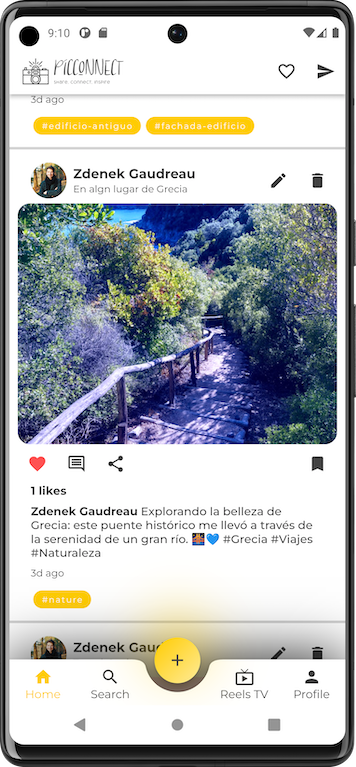 9:10
PICCONNECT
share. connect. inspire
3d ago
#edificio-antiguo #fachada-edificio
Zdenek Gaudreau
En algn lugar de Grecia
1 likes
Zdenek Gaudreau Explorando la belleza de
Grecia: este puente histórico me llevó a través de
la serenidad de un gran río. 🌉💙 #Grecia #Viajes
#Naturaleza
3d ago
#nature
Zdenek Gau
Home Search Reels TV Profile